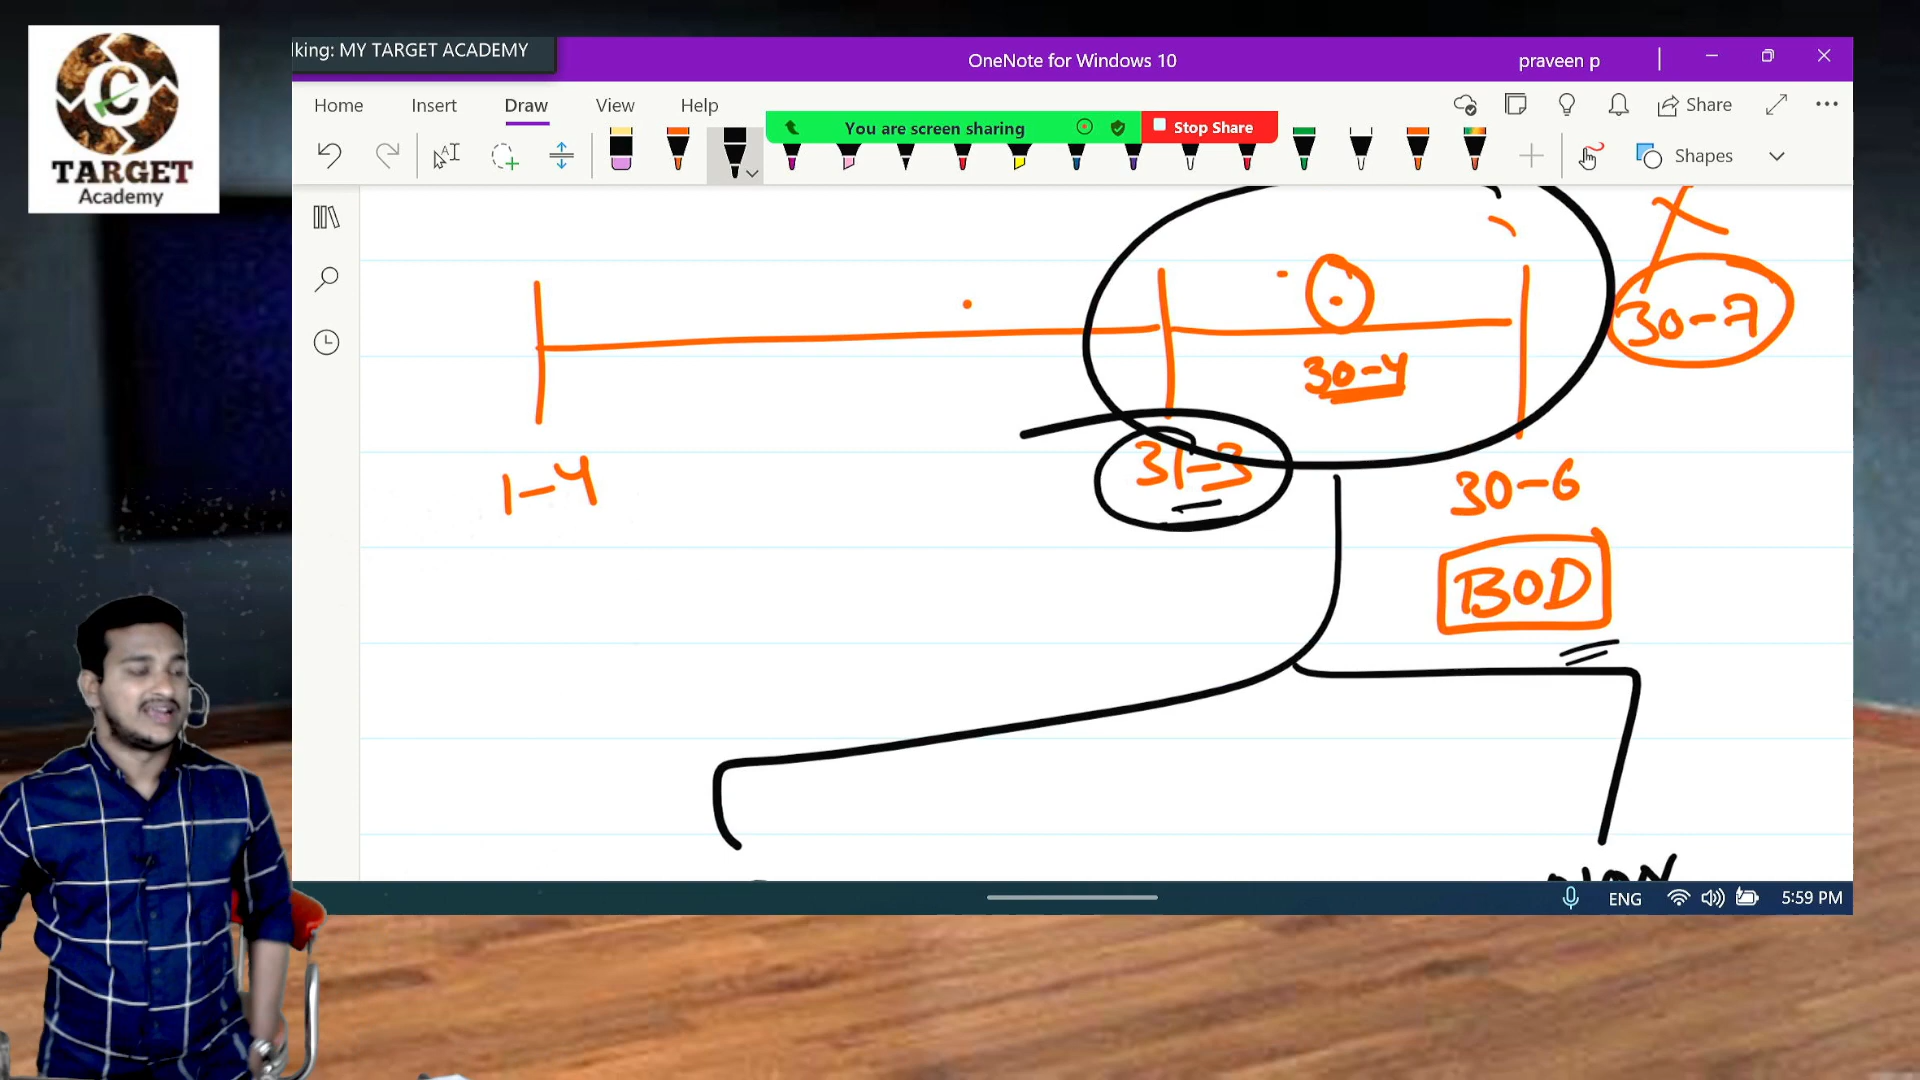 TARGET
Academy
lking: MY TARGET ACADEMY
OneNote for Windows 10
praveen p
Home
Insert
Draw
View
Help
You are screen sharing
Stop Share
Share
Shapes
30-7
30-4
31-3
1-4
30-6
BOD
ENG
5:59 PM